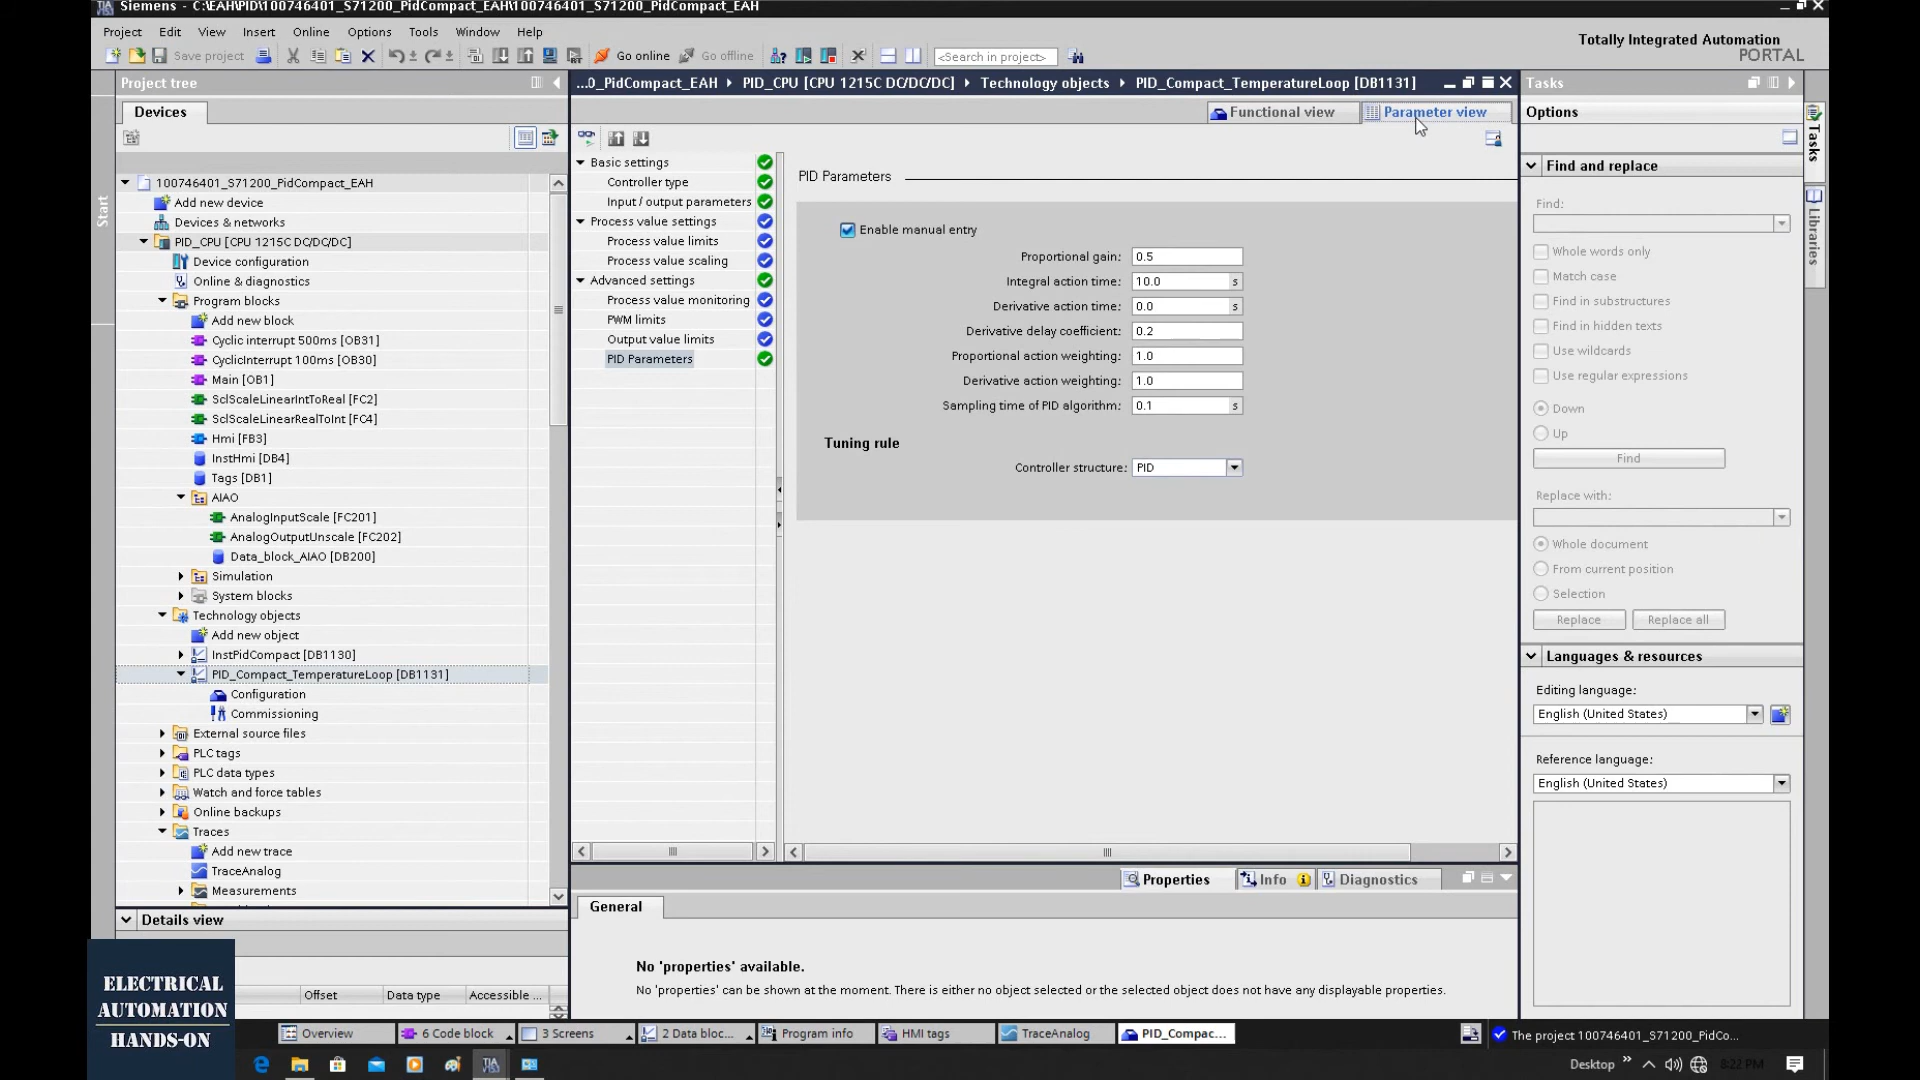 Siemens - C:\EAH\PID\100746401_S71200_PidCompact_EAH\100746401_S71200_PidCompact_EAH
Project Edit View Insert Online Options Tools Window Help
Totally Integrated Automation
PORTAL
Save project
Go online
Go offline
<Search in project>
Project tree
...0_PidCompact_EAH
PID_CPU [CPU 1215C DC/DC/DC]
Technology objects
PID_Compact_TemperatureLoop [DB1131]
Tasks
Devices
Functional view
Parameter view
Options
Start
100746401_S71200_PidCompact_EAH
Add new device
Devices & networks
PID_CPU [CPU 1215C DC/DC/DC]
Device configuration
Online & diagnostics
Program blocks
Add new block
Cyclic interrupt 500ms [OB31]
CyclicInterrupt 100ms [OB30]
Main [OB1]
SclScaleLinearIntToReal [FC2]
SclScaleLinearRealToInt [FC4]
Hmi [FB3]
InstHmi [DB4]
Tags [DB1]
AIAO
AnalogInputScale [FC201]
AnalogOutputUnscale [FC202]
Data_block_AIAO [DB200]
Simulation
System blocks
Technology objects
Add new object
InstPidCompact [DB1130]
PID_Compact_TemperatureLoop [DB1131]
Configuration
Commissioning
External source files
PLC tags
PLC data types
Watch and force tables
Online backups
Traces
Add new trace
TraceAnalog
Measurements
Details view
Offset Data type Accessible ...
Basic settings
Controller type
Input / output parameters
Process value settings
Process value limits
Process value scaling
Advanced settings
Process value monitoring
PWM limits
Output value limits
PID Parameters
PID Parameters
Enable manual entry
Proportional gain: 0.5
Integral action time: 10.0 s
Derivative action time: 0.0 s
Derivative delay coefficient: 0.2
Proportional action weighting: 1.0
Derivative action weighting: 1.0
Sampling time of PID algorithm: 0.1 s
Tuning rule
Controller structure: PID
Properties
Info
Diagnostics
General
No 'properties' available.
No 'properties' can be shown at the moment. There is either no object selected or the selected object does not have any displayable properties.
Find and replace
Find:
Whole words only
Match case
Find in substructures
Find in hidden texts
Use wildcards
Use regular expressions
Down
Up
Find
Replace with:
Whole document
From current position
Selection
Replace Replace all
Languages & resources
Editing language:
English (United States)
Reference language:
English (United States)
Tasks
Libraries
ELECTRICAL
AUTOMATION
HANDS-ON
Overview
6 Code block
3 Screens
2 Data bloc...
Program info
HMI tags
TraceAnalog
PID_Compac...
The project 100746401_S71200_PidCo...
Desktop
8:22 PM